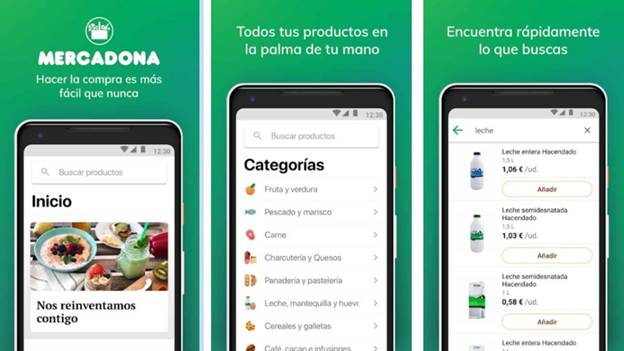 MERCADONA
Hacer la compra es más
fácil que nunca
12:30
Buscar productos
Inicio
Nos reinventamos
contigo
Todos tus productos en
la palma de tu mano
12:30
Buscar productos
Categorías
Fruta y verdura
Pescado y marisco
Carne
Charcutería y Quesos
Panadería y pastelería
Leche, mantequilla y huevo
Cereales y galletas
Café, cacao e infusiones
Encuentra rápidamente
lo que buscas
12:30
leche
Leche entera Hacendado
1,5 L
1,06 €/ud.
Añadir
Leche semidesnatada
Hacendado
1,5 L
1,03 €/ud.
Añadir
Leche semidesnatada
Hacendado
1 L
0,58 €/ud.
Añadir
Leche entera Hacendado